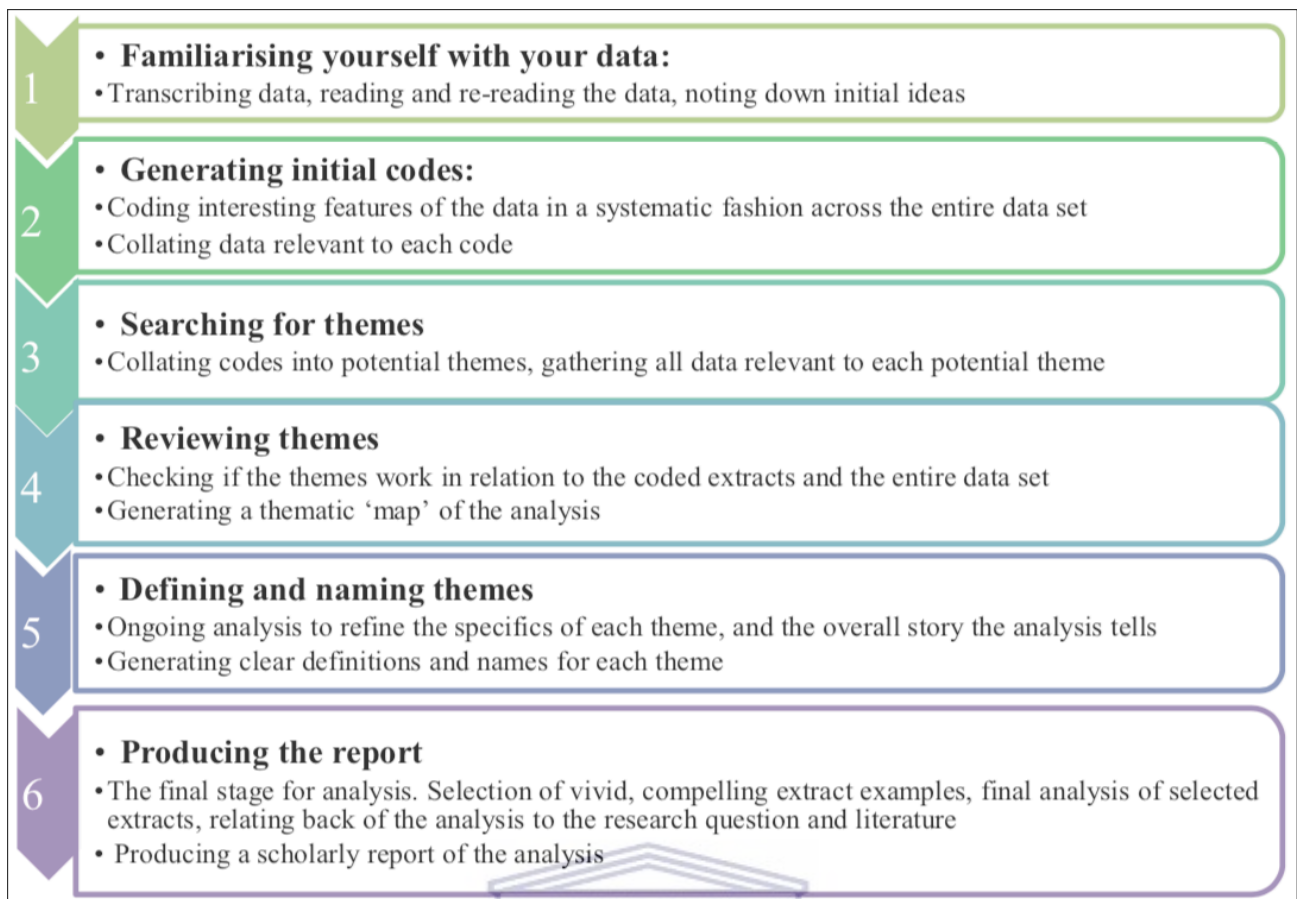 1
• Familiarising yourself with your data:
•Transcribing data, reading and re-reading the data, noting down initial ideas
2
• Generating initial codes:
•Coding interesting features of the data in a systematic fashion across the entire data set
•Collating data relevant to each code
3
• Searching for themes
•Collating codes into potential themes, gathering all data relevant to each potential theme
4
• Reviewing themes
•Checking if the themes work in relation to the coded extracts and the entire data set
•Generating a thematic ‘map’ of the analysis
5
• Defining and naming themes
•Ongoing analysis to refine the specifics of each theme, and the overall story the analysis tells
•Generating clear definitions and names for each theme
6
• Producing the report
•The final stage for analysis. Selection of vivid, compelling extract examples, final analysis of selected
extracts, relating back of the analysis to the research question and literature
• Producing a scholarly report of the analysis